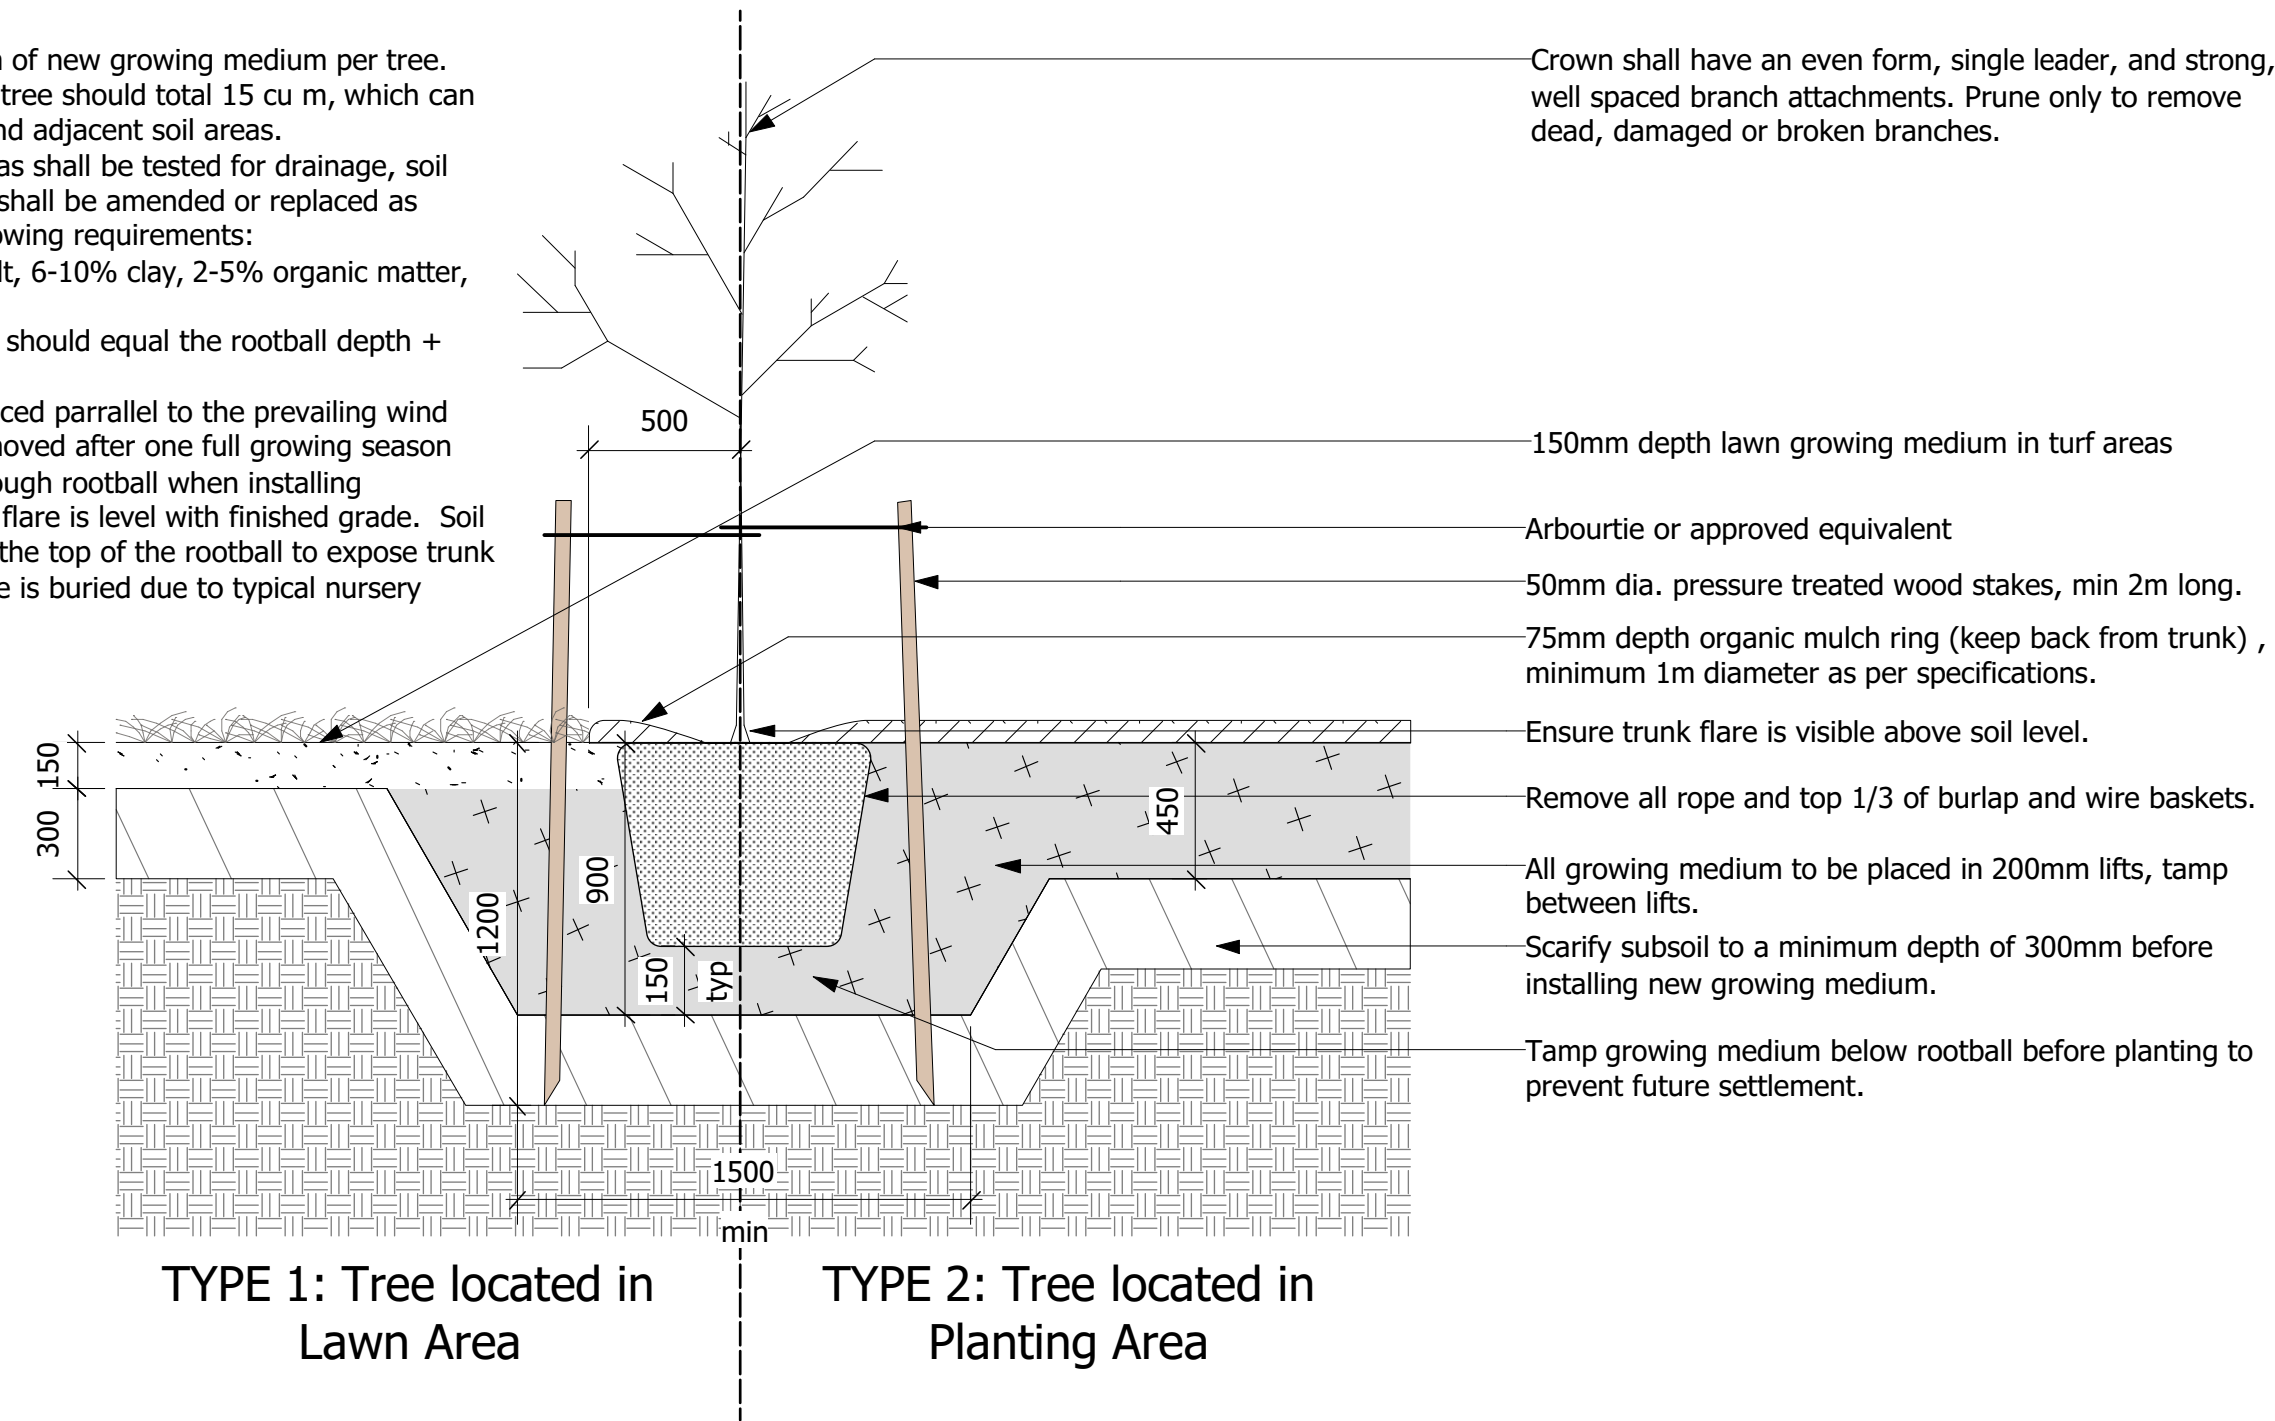 of new growing medium per tree.
tree should total 15 cu m, which can
nd adjacent soil areas.
as shall be tested for drainage, soil
shall be amended or replaced as
owing requirements:
lt, 6-10% clay, 2-5% organic matter,
should equal the rootball depth +
ced parrallel to the prevailing wind
noved after one full growing season
ough rootball when installing
flare is level with finished grade. Soil
the top of the rootball to expose trunk
e is buried due to typical nursery
Crown shall have an even form, single leader, and strong,
well spaced branch attachments. Prune only to remove
dead, damaged or broken branches.
500
150mm depth lawn growing medium in turf areas
Arbourtie or approved equivalent
50mm dia. pressure treated wood stakes, min 2m long.
75mm depth organic mulch ring (keep back from trunk) ,
minimum 1m diameter as per specifications.
Ensure trunk flare is visible above soil level.
Remove all rope and top 1/3 of burlap and wire baskets.
All growing medium to be placed in 200mm lifts, tamp
between lifts.
Scarify subsoil to a minimum depth of 300mm before
installing new growing medium.
Tamp growing medium below rootball before planting to
prevent future settlement.
150
300
1200
900
150
typ
450
1500
min
TYPE 1: Tree located in
Lawn Area
TYPE 2: Tree located in
Planting Area